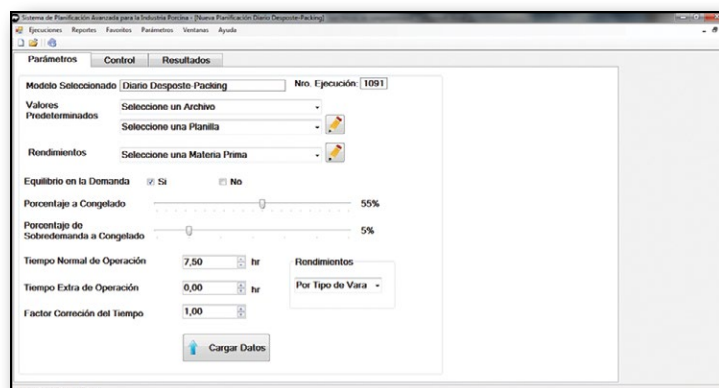 Sistema de Planificación Avanzada para la Industria Porcina - [Nueva Planificación Diario Desposte-Packing]
Ejecuciones Reportes Favoritos Parámetros Ventanas Ayuda
Parámetros Control Resultados
Modelo Seleccionado Diario Desposte-Packing Nro. Ejecución: 1091
Valores Predeterminados
Seleccione un Archivo
Seleccione una Planilla
Rendimientos Seleccione una Materia Prima
Equilibrio en la Demanda Si No
Porcentaje a Congelado 55%
Porcentaje de
Sobredemanda a Congelado 5%
Tiempo Normal de Operación 7,50 hr Rendimientos
Tiempo Extra de Operación 0,00 hr Por Tipo de Vara
Factor Correción del Tiempo 1,00
Cargar Datos